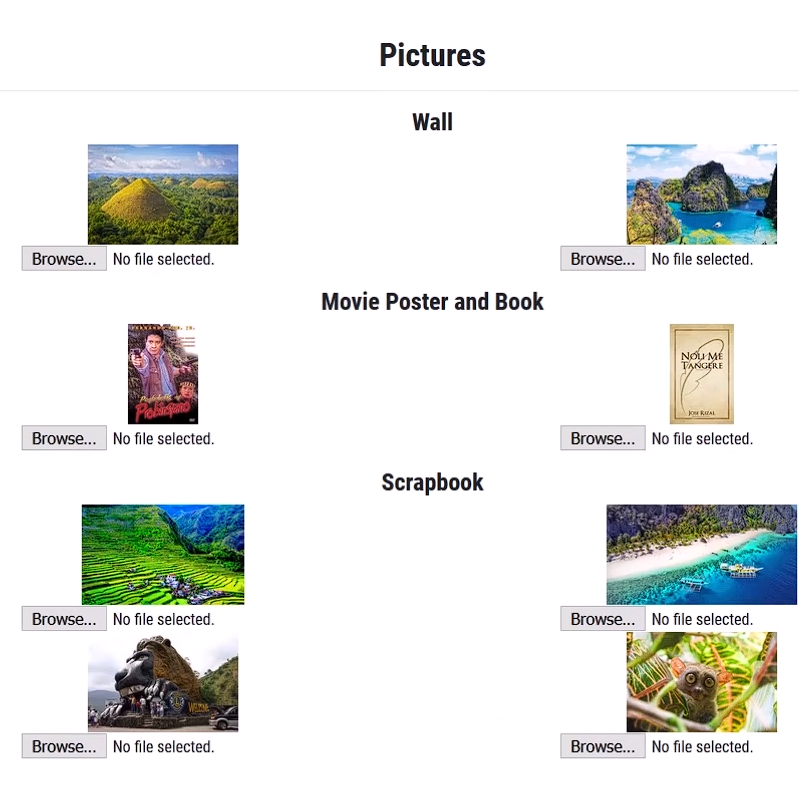 Pictures
Wall
Browse... No file selected.
Browse... No file selected.
Movie Poster and Book
NOLI ME
TANGERE
JOSE RIZAL
Browse... No file selected.
Browse... No file selected.
Scrapbook
Browse... No file selected.
Browse... No file selected.
WELCOME
Browse... No file selected.
Browse... No file selected.